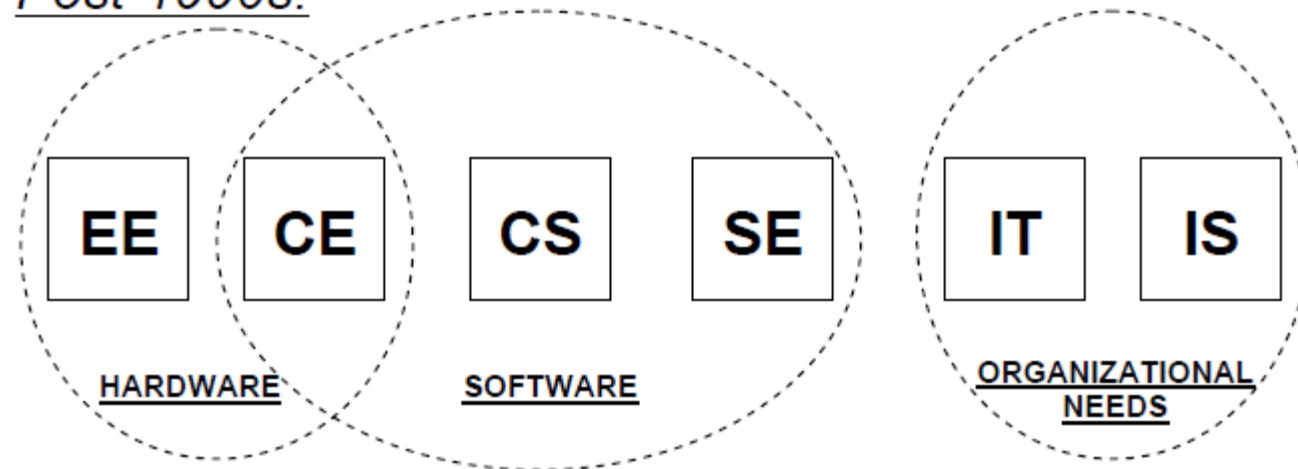 EE CE CS SE IT IS
HARDWARE SOFTWARE ORGANIZATIONAL
NEEDS